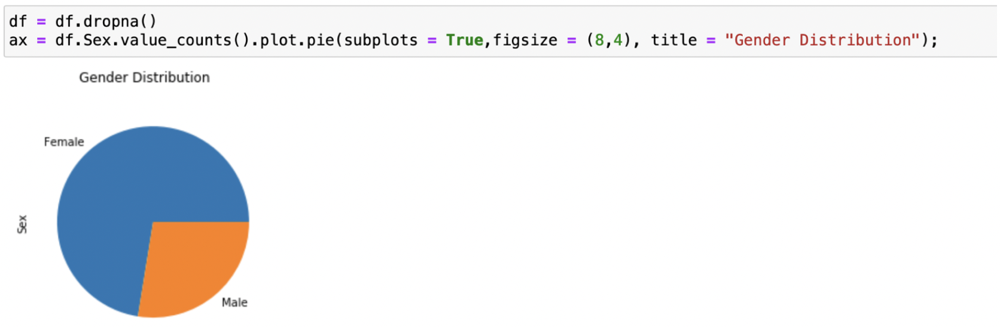 df = df.dropna()
ax = df.Sex.value_counts().plot.pie(subplots = True,figsize = (8,4), title = "Gender Distribution");
Gender Distribution
Female
Sex
Male